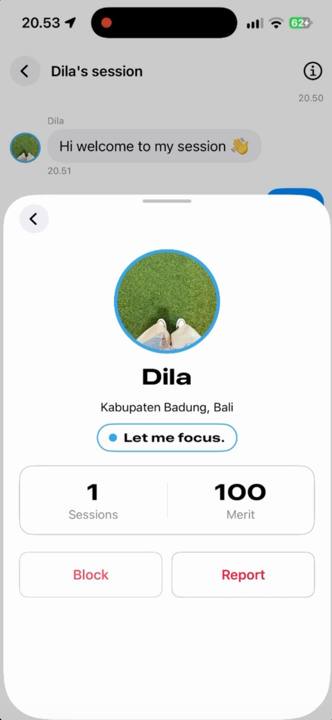 20.53
62
Dila's session
20.50
Dila
Hi welcome to my session 👋
20.51
Dila
Kabupaten Badung, Bali
Let me focus.
1
Sessions
100
Merit
Block
Report